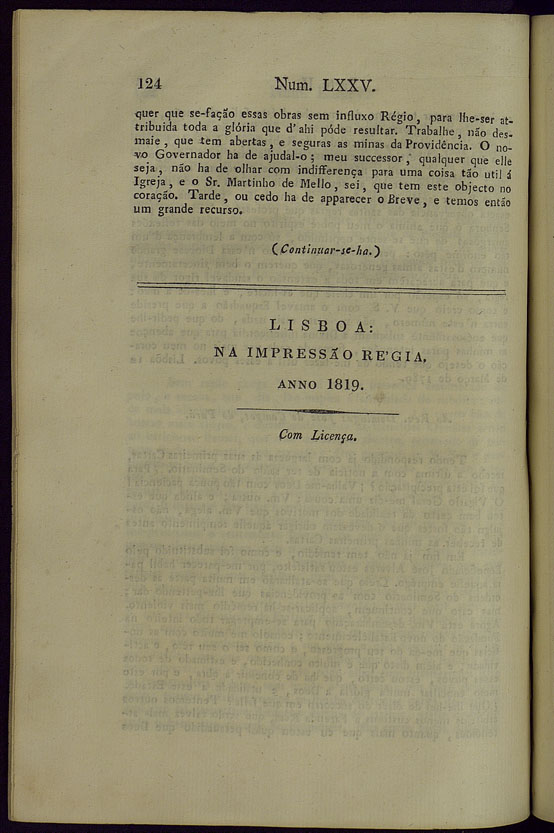 124 Num. LXXV.
quer que se-fação essas obras sem influxo Régio, para lhe-ser at-
tribuida toda a glória que d'ahi póde resultar. Trabalhe, não des-
maie, que tem abertas, e seguras as minas da Providência. O no-
vo Governador ha de ajudal-o; meu successor, qualquer que elle
seja, não ha de olhar com indifferença para uma coisa tão util á
Igreja, e o Sr. Martinho de Mello, sei, que tem este objecto no
coração. Tarde, ou cedo ha de apparecer o Breve, e temos então
um grande recurso.
(Continuar-se-ha.)
LISBOA:
NA IMPRESSÃO RE'GIA.
ANNO 1819.
Com Licença.